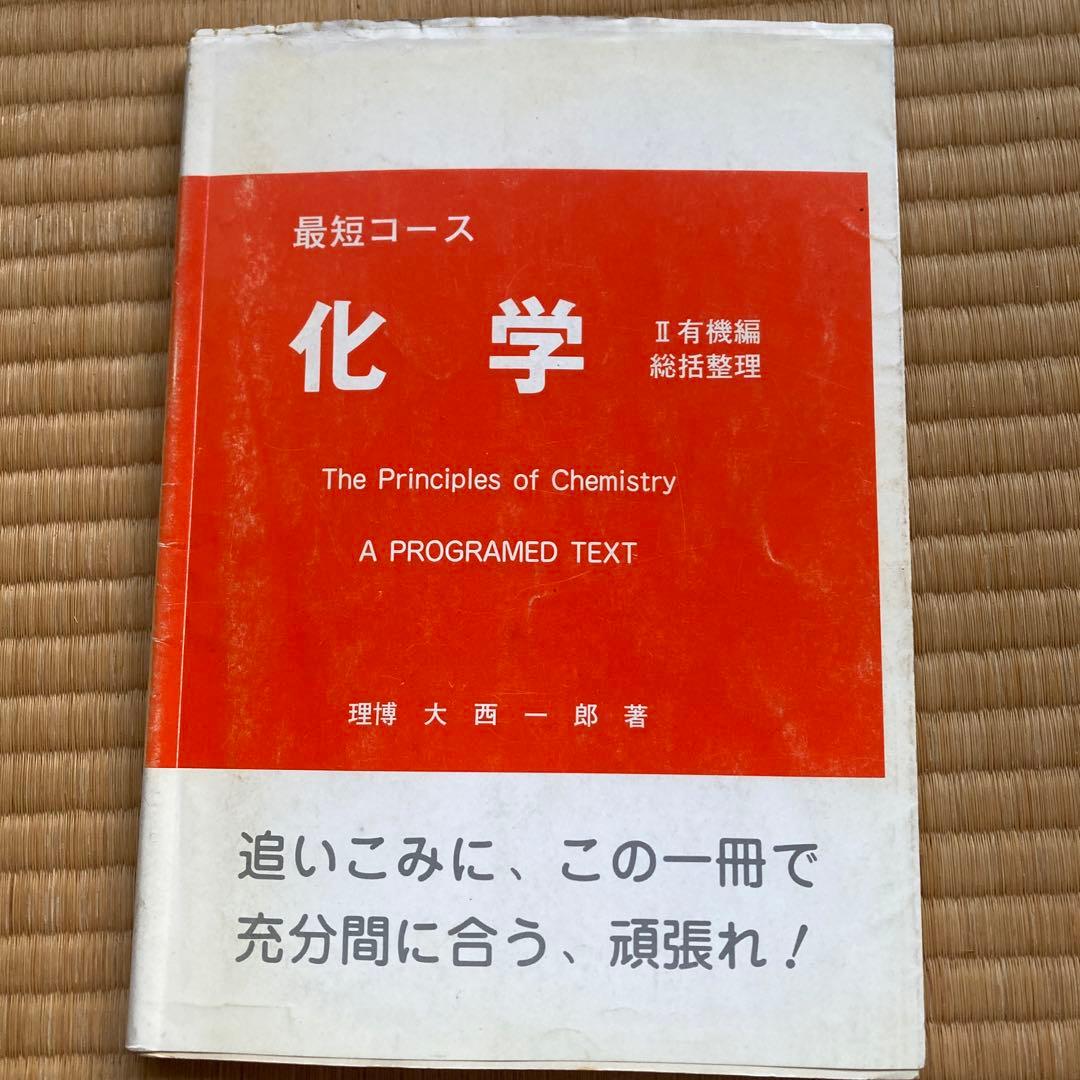 最短コース
化学 Ⅱ有機編
総括整理
The Principles of Chemistry
A PROGRAMED TEXT
理博 大西一郎 著
追いこみに、この一冊で
充分間に合う、頑張れ！